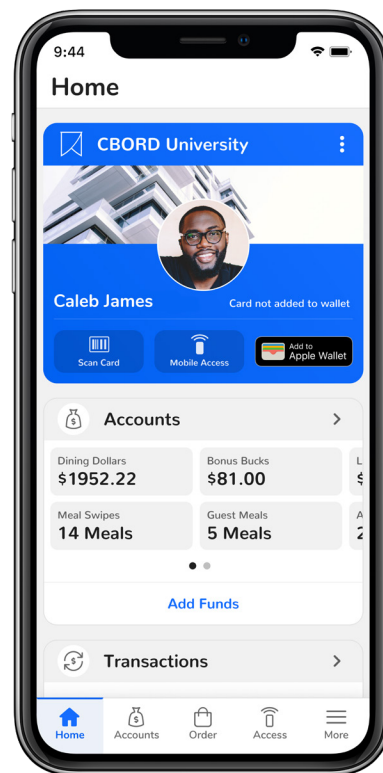 9:44
Home
CBORD University
Caleb James
Card not added to wallet
Scan Card
Mobile Access
Add to
Apple Wallet
Accounts
Dining Dollars
Bonus Bucks
L
$1952.22
$81.00
$
Meal Swipes
Guest Meals
A
14 Meals
5 Meals
2
Add Funds
Transactions
Home
Accounts
Order
Access
More